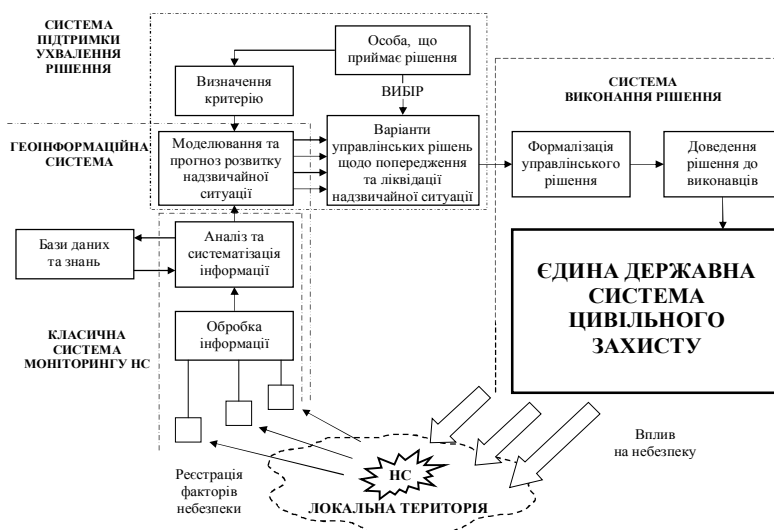 СИСТЕМА
ПІДТРИМКИ
УХВАЛЕННЯ
РІШЕННЯ
Особа, що
приймає рішення
Визначення
критерію
ВИБІР
СИСТЕМА
ВИКОНАННЯ РІШЕННЯ
ГЕОІНФОРМАЦІЙНА
СИСТЕМА
Моделювання та
прогноз розвитку
надзвичайної
ситуації
Варіанти
управлінських рішень
щодо попередження
та ліквідації
надзвичайної ситуації
Формалізація
управлінського
рішення
Доведення
рішення до
виконавців
Бази даних
та знань
Аналіз та
систематізація
інформації
ЄДИНА ДЕРЖАВНА
СИСТЕМА
ЦИВІЛЬНОГО
ЗАХИСТУ
КЛАСИЧНА
СИСТЕМА
МОНІТОРИНГУ НС
Обробка
інформації
Реєстрація
факторів
небезпеки
НС
ЛОКАЛЬНА ТЕРИТОРІЯ
Вплив
на небезпеку